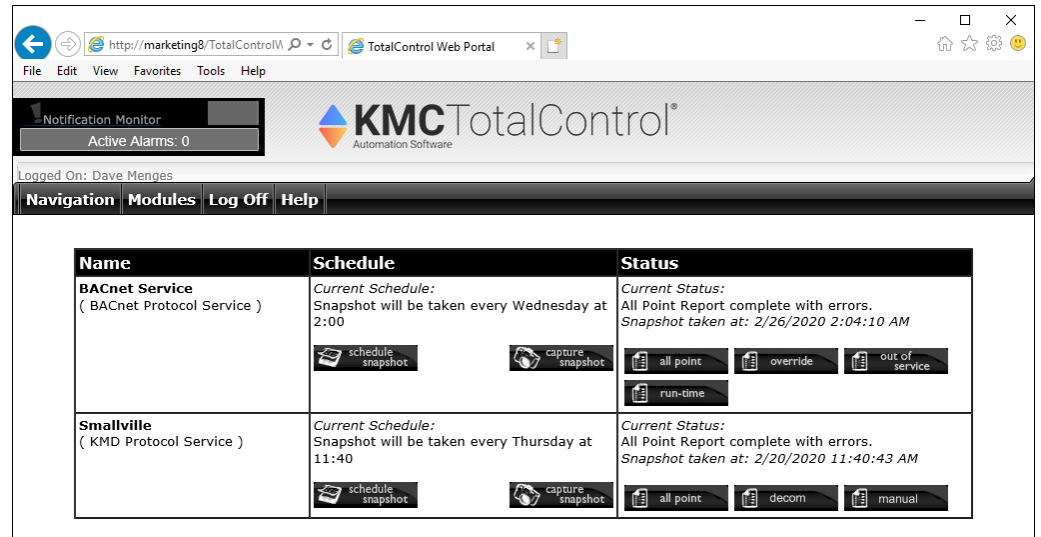 http://marketing8/TotalControlW
TotalControl Web Portal
File Edit View Favorites Tools Help
Notification Monitor
Active Alarms: 0
KMCTotalControl®
Automation Software
Logged On: Dave Menges
Navigation Modules Log Off Help
Name Schedule Status
BACnet Service
( BACnet Protocol Service )
Current Schedule:
Snapshot will be taken every Wednesday at
2:00
schedule
snapshot
capture
snapshot
Current Status:
All Point Report complete with errors.
Snapshot taken at: 2/26/2020 2:04:10 AM
all point
override
out of
service
run-time
Smallville
( KMD Protocol Service )
Current Schedule:
Snapshot will be taken every Thursday at
11:40
schedule
snapshot
capture
snapshot
Current Status:
All Point Report complete with errors.
Snapshot taken at: 2/20/2020 11:40:43 AM
all point
decom
manual